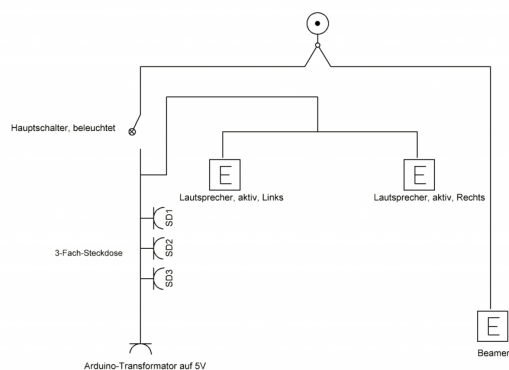 Hauptschalter, beleuchtet
E
E
Lautsprecher, aktiv, Links
Lautsprecher, aktiv, Rechts
SD1
3-Fach-Steckdose
SD2
SD3
E
Beamer
Arduino-Transformator auf 5V